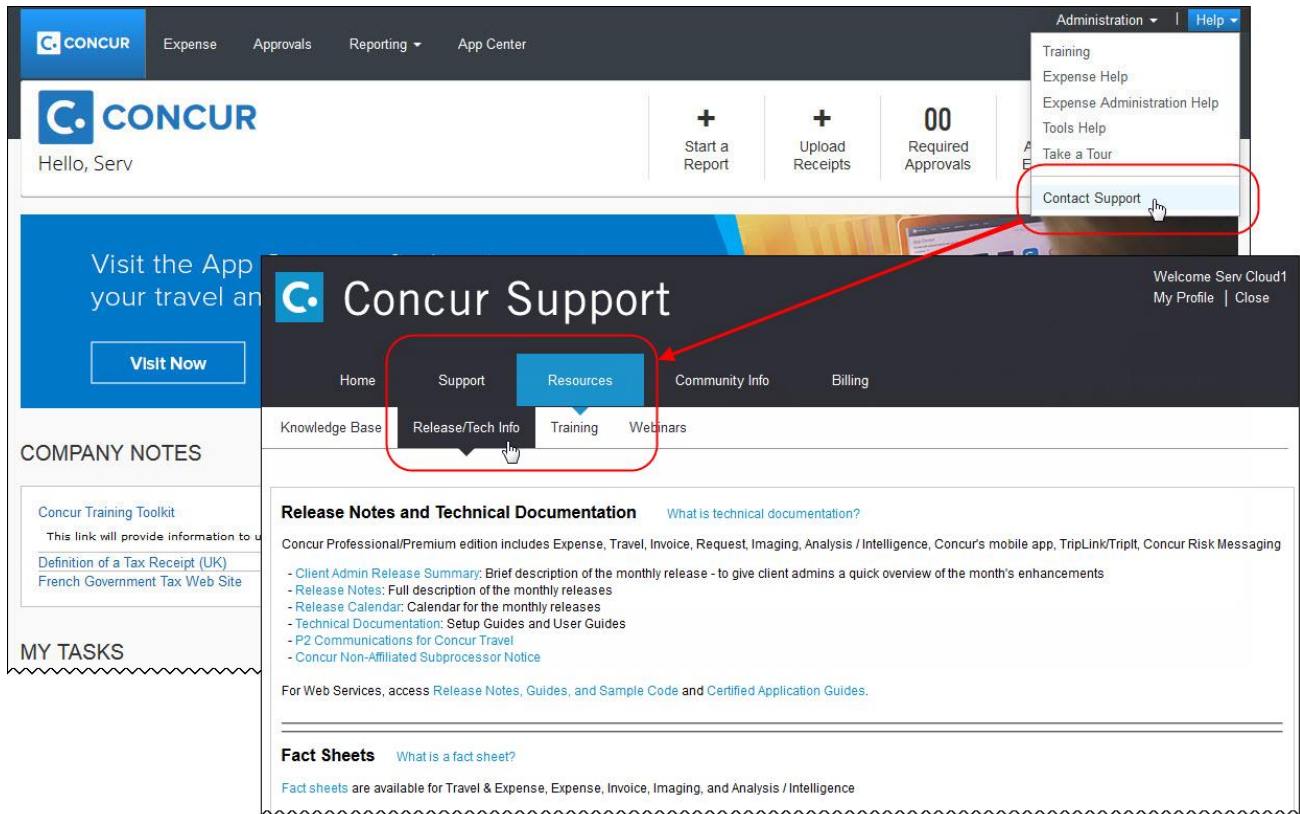 Administration | Help
C. CONCUR Expense Approvals Reporting App Center
Training
Expense Help
Expense Administration Help
Tools Help
Take a Tour
Contact Support
C. CONCUR
Hello, Serv
+ Start a Report
+ Upload Receipts
00 Required Approvals
A
E
Visit the App
your travel an
Visit Now
COMPANY NOTES
Concur Training Toolkit
This link will provide information to u
Definition of a Tax Receipt (UK)
French Government Tax Web Site
MY TASKS
C. Concur Support
Welcome Serv Cloud1
My Profile | Close
Home Support Resources Community Info Billing
Knowledge Base Release/Tech Info Training Webinars
Release Notes and Technical Documentation What is technical documentation?
Concur Professional/Premium edition includes Expense, Travel, Invoice, Request, Imaging, Analysis / Intelligence, Concur's mobile app, TripLink/TripIt, Concur Risk Messaging
- Client Admin Release Summary: Brief description of the monthly release - to give client admins a quick overview of the month's enhancements
- Release Notes: Full description of the monthly releases
- Release Calendar: Calendar for the monthly releases
- Technical Documentation: Setup Guides and User Guides
- P2 Communications for Concur Travel
- Concur Non-Affiliated Subprocessor Notice
For Web Services, access Release Notes, Guides, and Sample Code and Certified Application Guides.
Fact Sheets What is a fact sheet?
Fact sheets are available for Travel & Expense, Expense, Invoice, Imaging, and Analysis / Intelligence